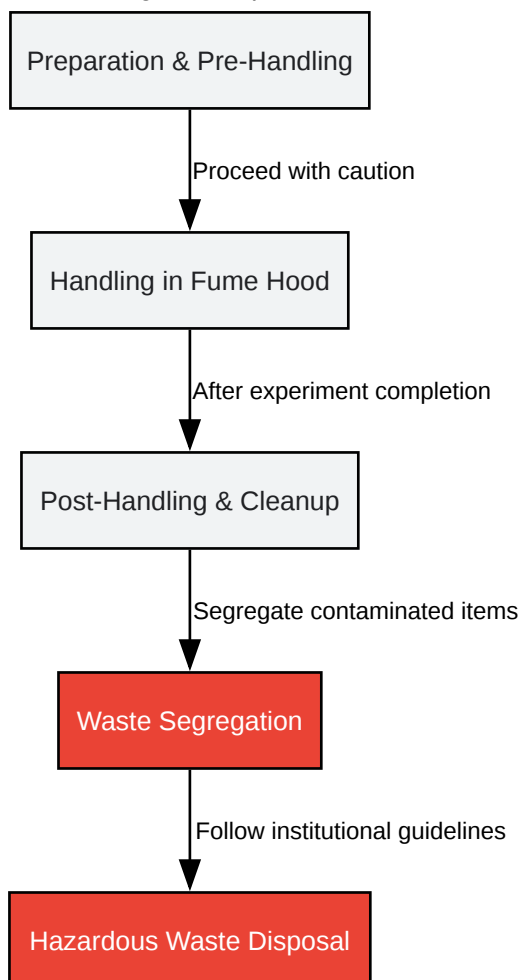 Preparation & Pre-Handling
Proceed with caution
Handling in Fume Hood
After experiment completion
Post-Handling & Cleanup
Segregate contaminated items
Waste Segregation
Follow institutional guidelines
Hazardous Waste Disposal